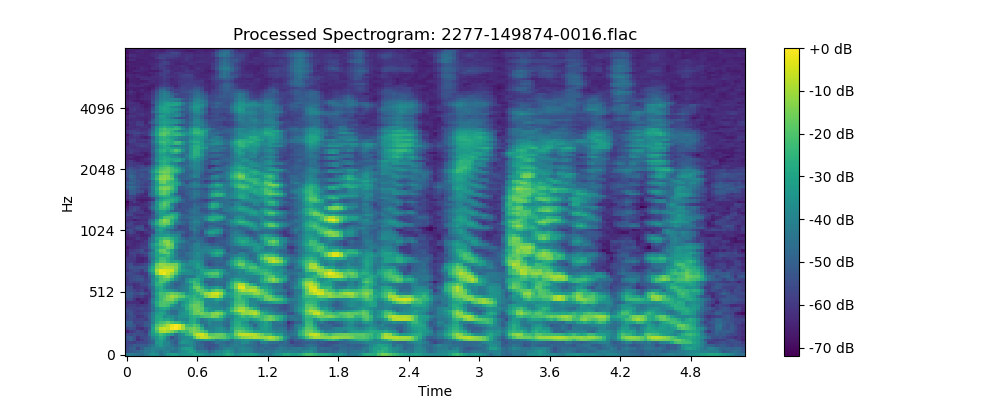 Processed Spectrogram: 2277-149874-0016.flac
Hz
4096
2048
1024
512
0
0 0.6 1.2 1.8 2.4 3 3.6 4.2 4.8
Time
+0 dB
-10 dB
-20 dB
-30 dB
-40 dB
-50 dB
-60 dB
-70 dB